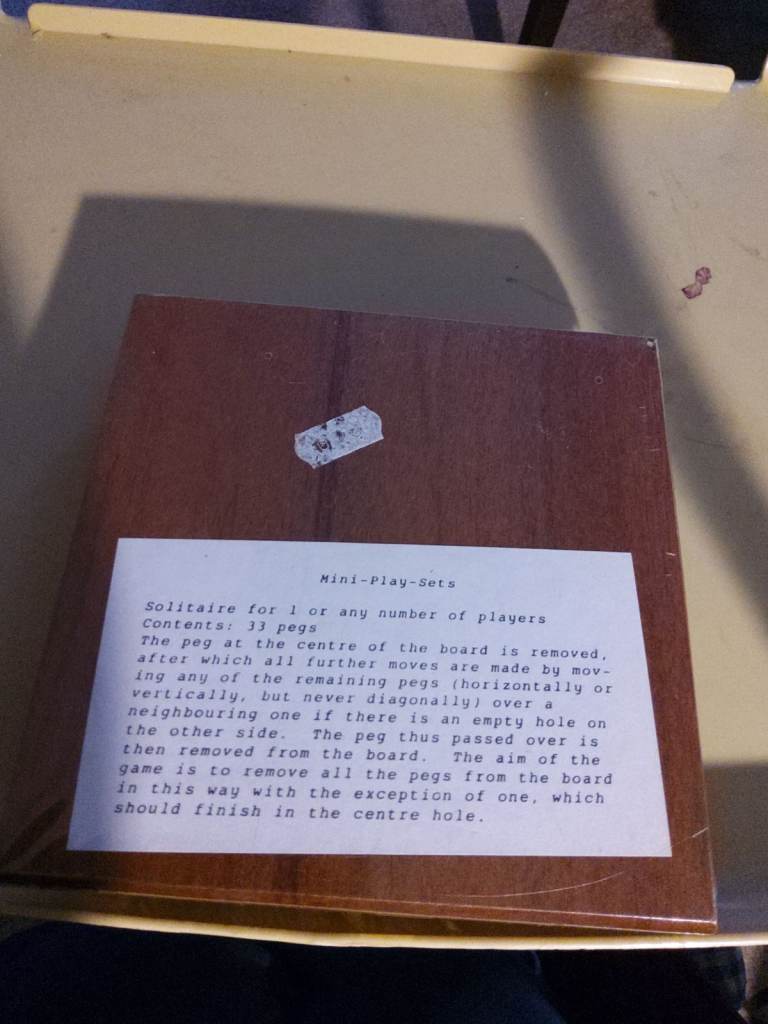 Mini-Play-Sets
Solitaire for 1 or any number of players
Contents: 33 pegs
The peg at the centre of the board is removed,
after which all further moves are made by mov-
ing any of the remaining pegs (horizontally or
vertically, but never diagonally) over a
neighbouring one if there is an empty hole on
the other side. The peg thus passed over is
then removed from the board. The aim of the
game is to remove all the pegs from the board
in this way with the exception of one, which
should finish in the centre hole.